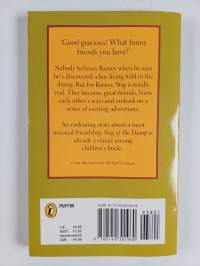 'Good gracious! What funny
friends you have!'
Nobody believes Barney when he says
he's discovered a boy living wild in the
dump. But for Barney, Stig is totally
real. They become great friends, learn
each other's ways and embark on a
series of exciting adventures.
An endearing story about a most
unusual friendship, Stig of the Dump is
already a classic among
children's books.
Cover illustration by
PUFFIN
U.K.